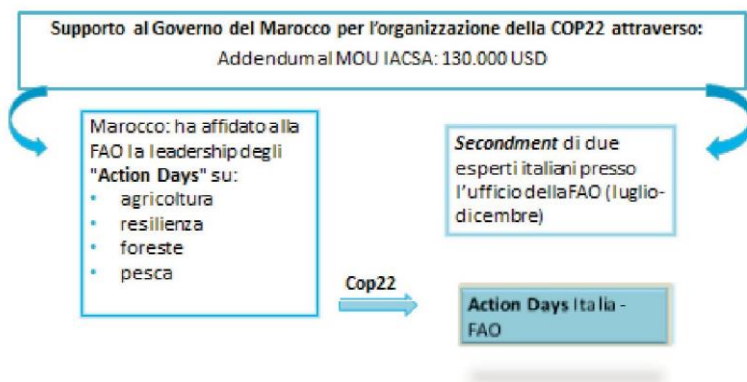 Supporto al Governo del Marocco per l'organizzazione della COP22 attraverso:
Addendum al MOU IACSA: 130.000 USD
Marocco: ha affidato alla
FAO la leadership degli
"Action Days" su:
• agricoltura
• resilienza
• foreste
• pesca
Secondment di due
esperti italiani presso
l'ufficio della FAO (luglio-
dicembre)
Cop22
Action Days Italia -
FAO